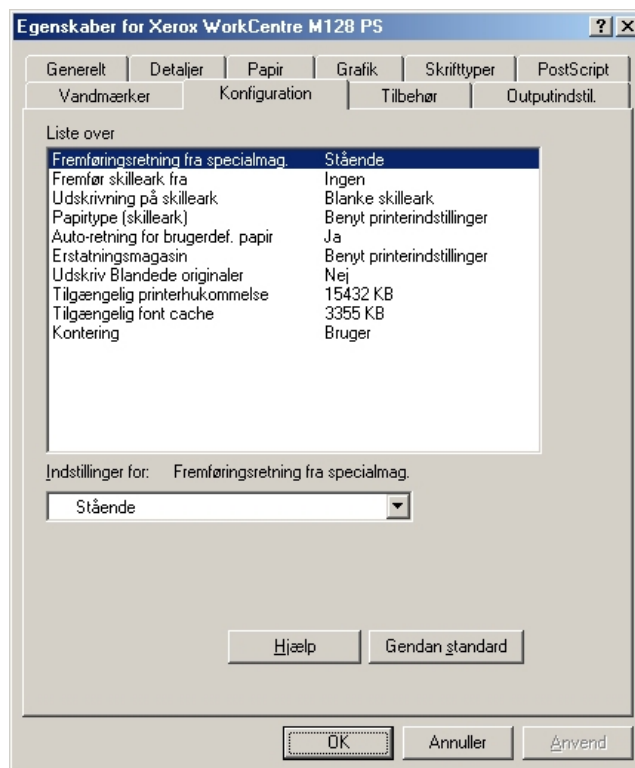 Egenskaber for Xerox WorkCentre M128 PS
Generelt Detaljer Papir Grafik Skrifttyper PostScript
Vandmærker Konfiguration Tilbehør Outputindstil.
Liste over
Fremføringsretning fra specialmag. Stående
Fremfør skilleark fra Ingen
Udskrivning på skilleark Blanke skilleark
Papirtype (skilleark) Benyt printerindstillinger
Auto-retning for brugerdef. papir Ja
Erstatningsmagasin Benyt printerindstillinger
Udskriv Blandede originaler Nej
Tilgængelig printerhukommelse 15432 KB
Tilgængelig font cache 3355 KB
Kontering Bruger
Indstillinger for: Fremføringsretning fra specialmag.
Stående
Hjælp Gendan standard
OK Annuller Anvend